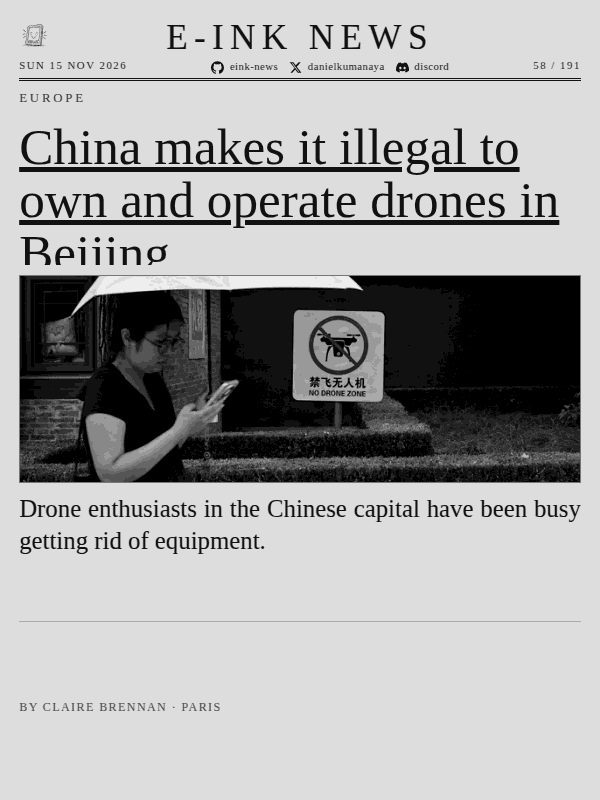 E-INK NEWS
SUN 15 NOV 2026
eink-news danielkumanaya discord
58 / 191
EUROPE
China makes it illegal to
own and operate drones in
Beijing
禁飞无人机
NO DRONE ZONE
Drone enthusiasts in the Chinese capital have been busy
getting rid of equipment.
BY CLAIRE BRENNAN · PARIS